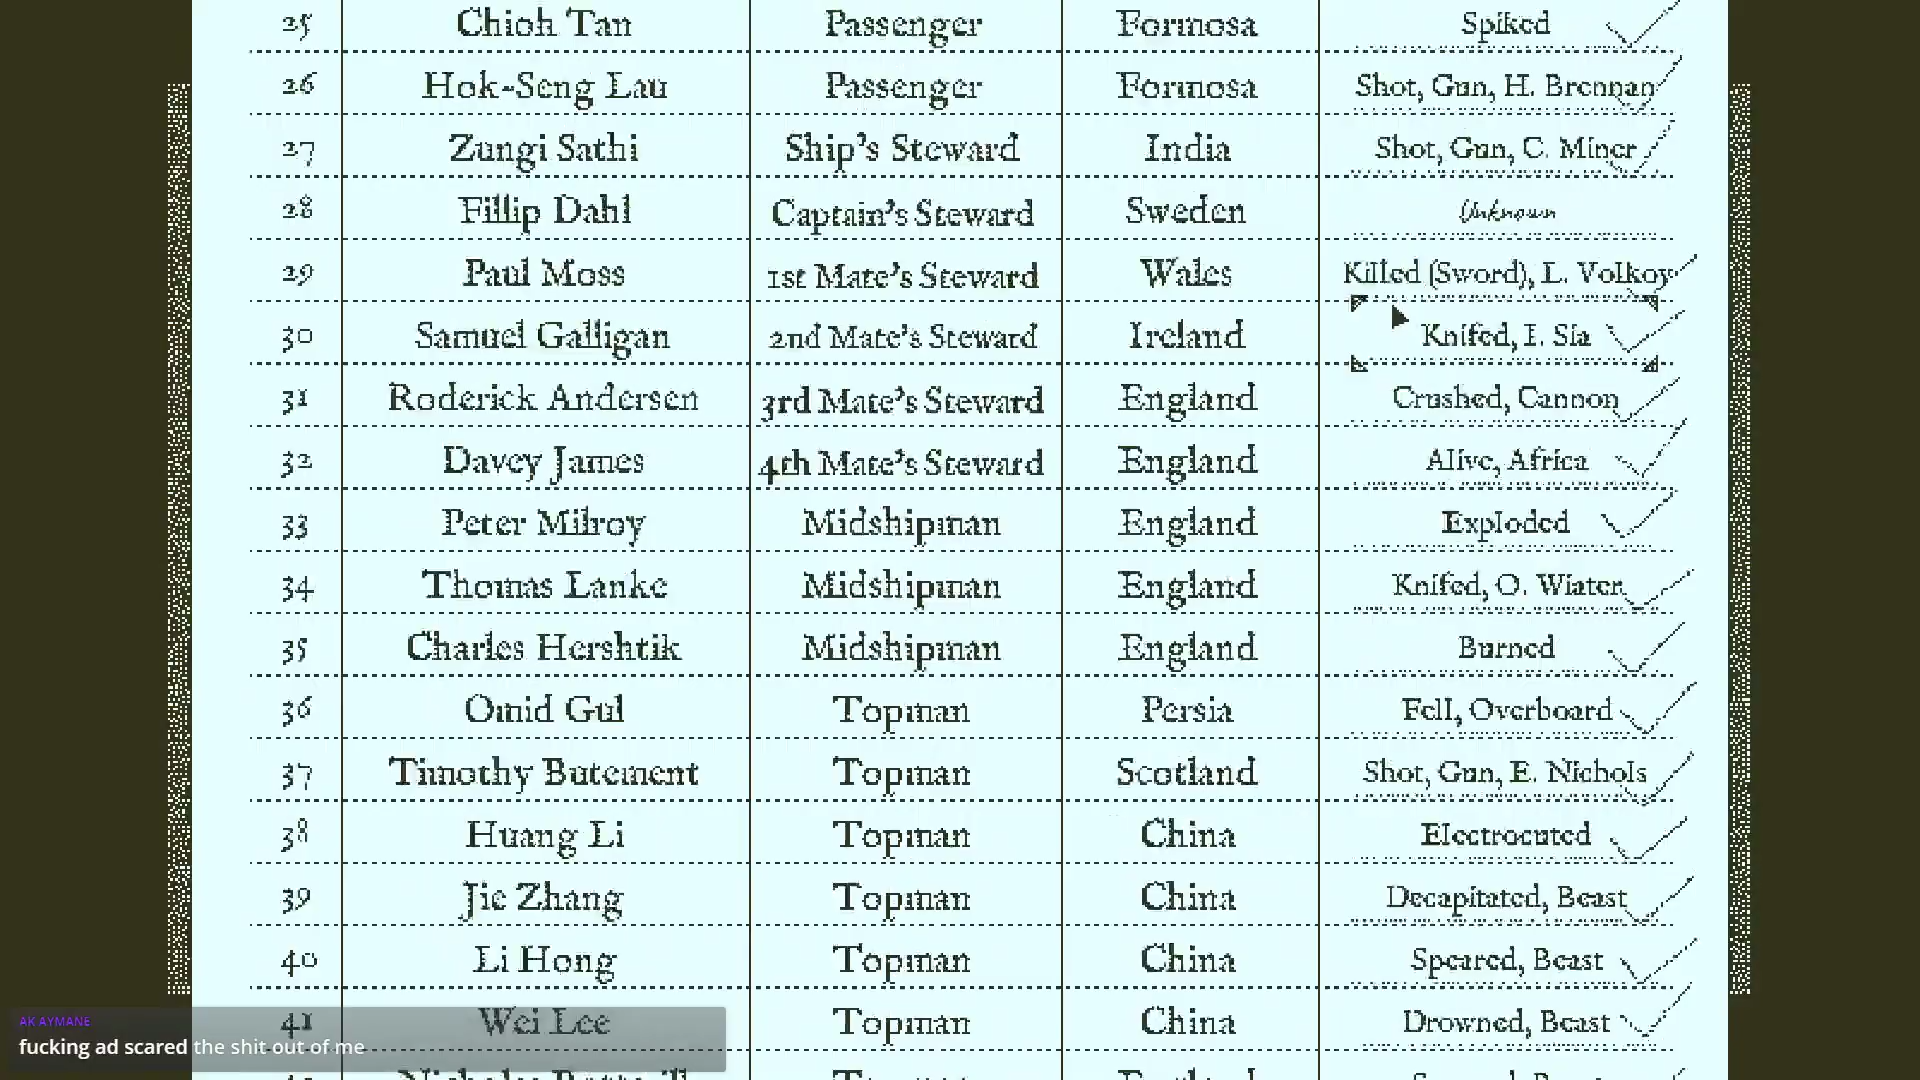 25 Chioh Tan Passenger Formosa Spiked
26 Hok-Seng Lau Passenger Formosa Shot, Gun, H. Brennan
27 Zungi Sathi Ship's Steward India Shot, Gun, C. Miner
28 Fillip Dahl Captain's Steward Sweden Unknown
29 Paul Moss 1st Mate's Steward Wales Killed (Sword), L. Volkov
30 Samuel Galligan 2nd Mate's Steward Ireland Knifed, I. Sia
31 Roderick Andersen 3rd Mate's Steward England Crushed, Cannon
32 Davey James 4th Mate's Steward England Alive, Africa
33 Peter Milroy Midshipman England Exploded
34 Thomas Lanke Midshipman England Knifed, O. Wiater
35 Charles Hershtik Midshipman England Burned
36 Omid Gul Topman Persia Fell, Overboard
37 Timothy Butement Topman Scotland Shot, Gun, E. Nichols
38 Huang Li Topman China Electrocuted
39 Jie Zhang Topman China Decapitated, Beast
40 Li Hong Topman China Speared, Beast
41 Wei Lee Topman China Drowned, Beast
AK AYMANE
fucking ad scared the shit out of me